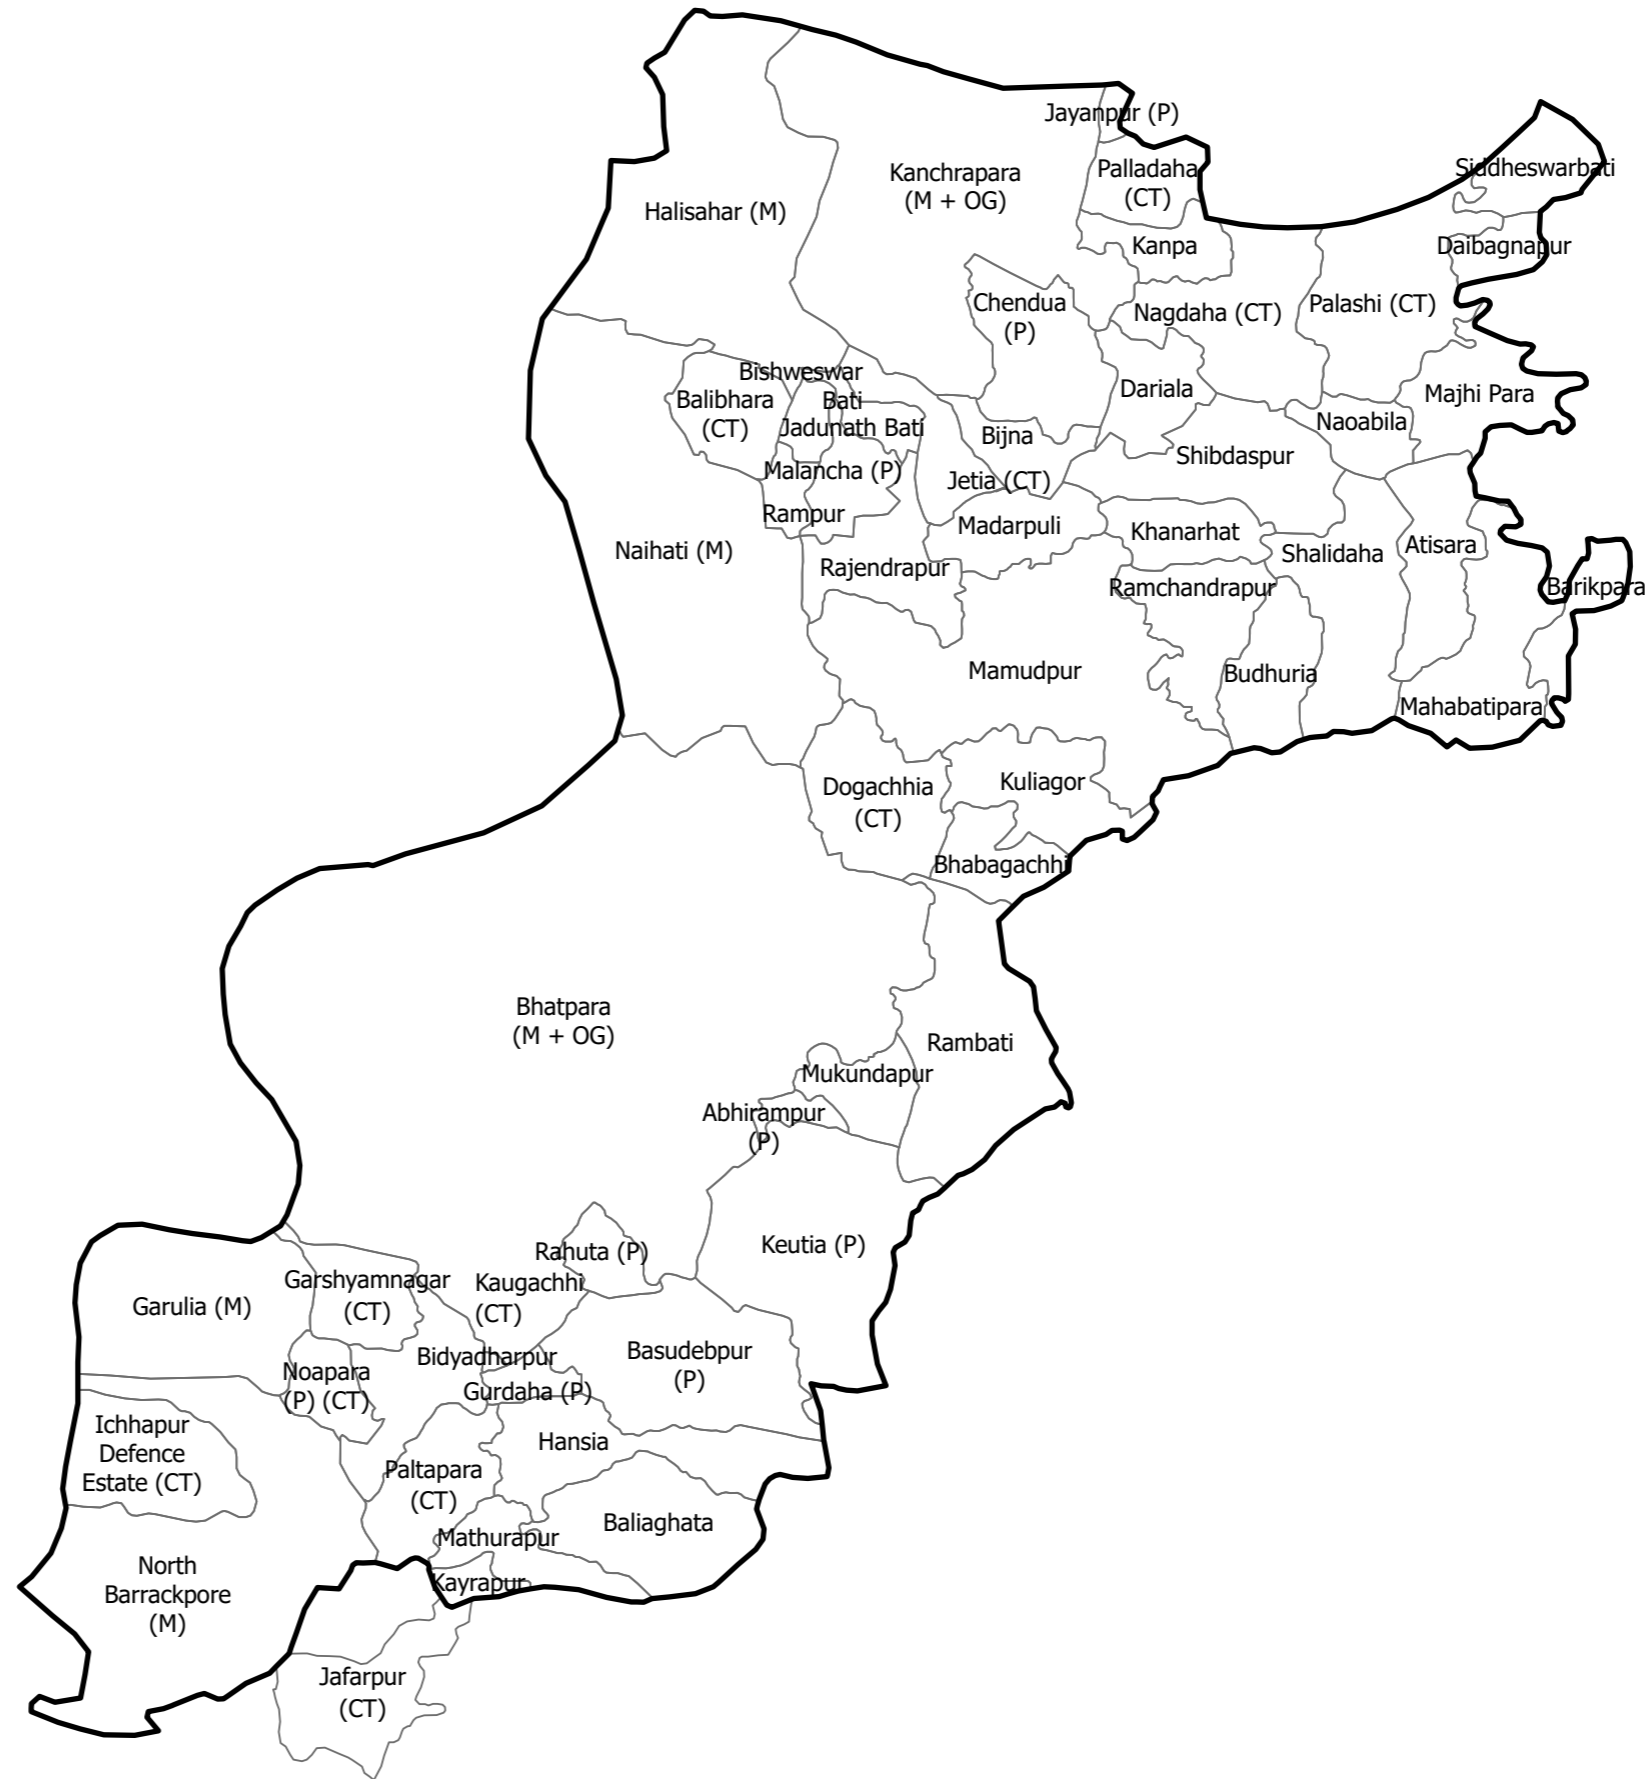 Jayanpur (P)
Palladaha
(CT)
Siddheswarbati
Kanchrapara
(M + OG)
Halisahar (M)
Kanpa
Daibagnapur
Chendua
(P)
Nagdaha (CT)
Palashi (CT)
Bishweswar
Bati
Balibhara
(CT)
Dariala
Majhi Para
Jadunath Bati
Bijna
Naoabila
Malancha (P)
Jetia (CT)
Shibdaspur
Rampur
Madarpuli
Khanarhat
Naihati (M)
Shalidaha
Atisara
Rajendrapur
Ramchandrapur
Barikpara
Mamudpur
Budhuria
Mahabatipara
Dogachhia
(CT)
Kuliagor
Bhabagachhi
Bhatpara
(M + OG)
Rambati
Mukundapur
Abhirampur
(P)
Rahuta (P)
Keutia (P)
Garulia (M)
Garshyamnagar
(CT)
Kaugachhi
(CT)
Bidyadharpur
Basudebpur
(P)
Noapara
(P) (CT)
Gurdaha (P)
Ichhapur
Defence
Estate (CT)
Hansia
Paltapara
(CT)
Baliaghata
Mathurapur
North
Barrackpore
(M)
Kayrapur
Jafarpur
(CT)